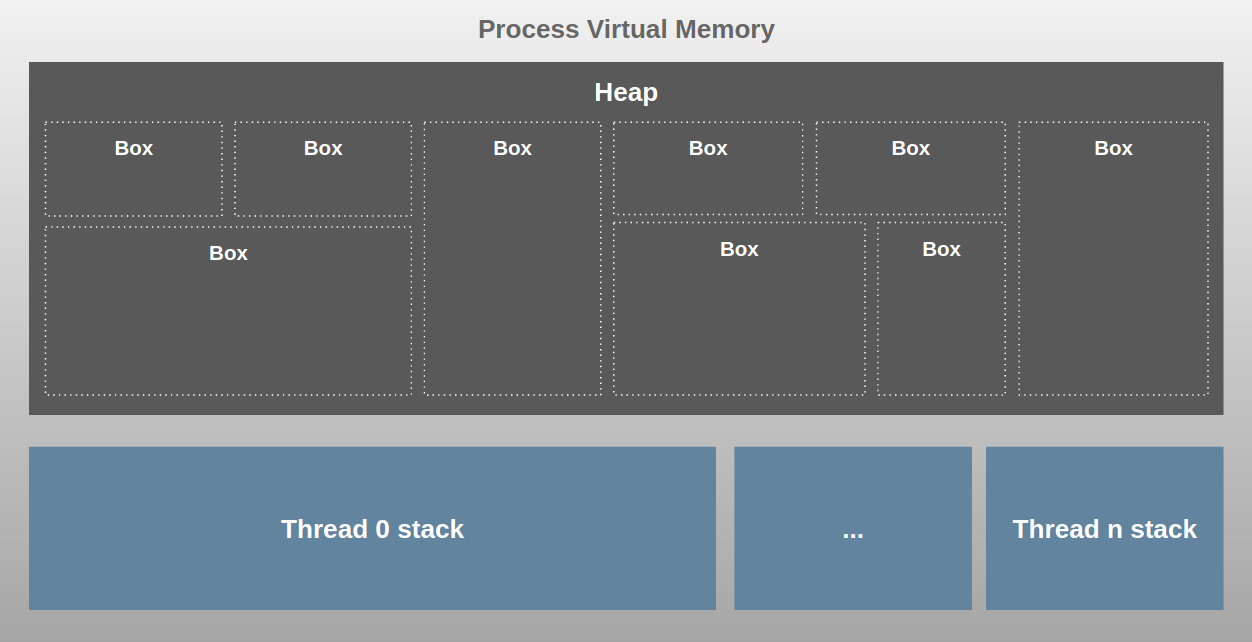 Process Virtual Memory
Heap
Box
Box
Box
Box
Box
Box
Box
Box
Box
Thread 0 stack
...
Thread n stack